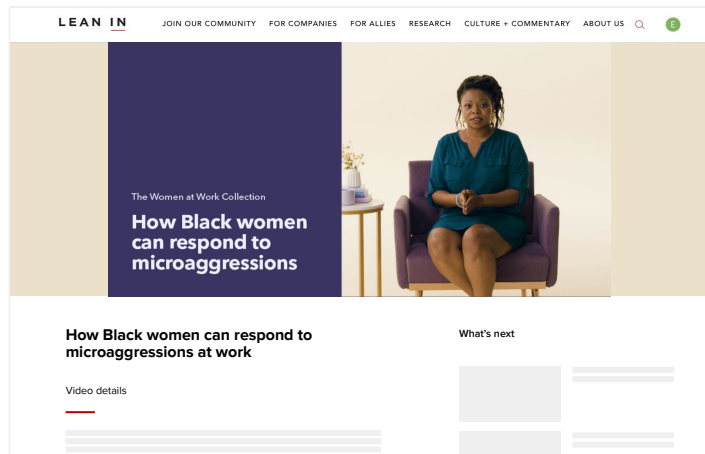 LEAN IN
JOIN OUR COMMUNITY FOR COMPANIES FOR ALLIES RESEARCH CULTURE + COMMENTARY ABOUT US E
The Women at Work Collection
How Black women
can respond to
microaggressions
How Black women can respond to
microaggressions at work
What's next
Video details